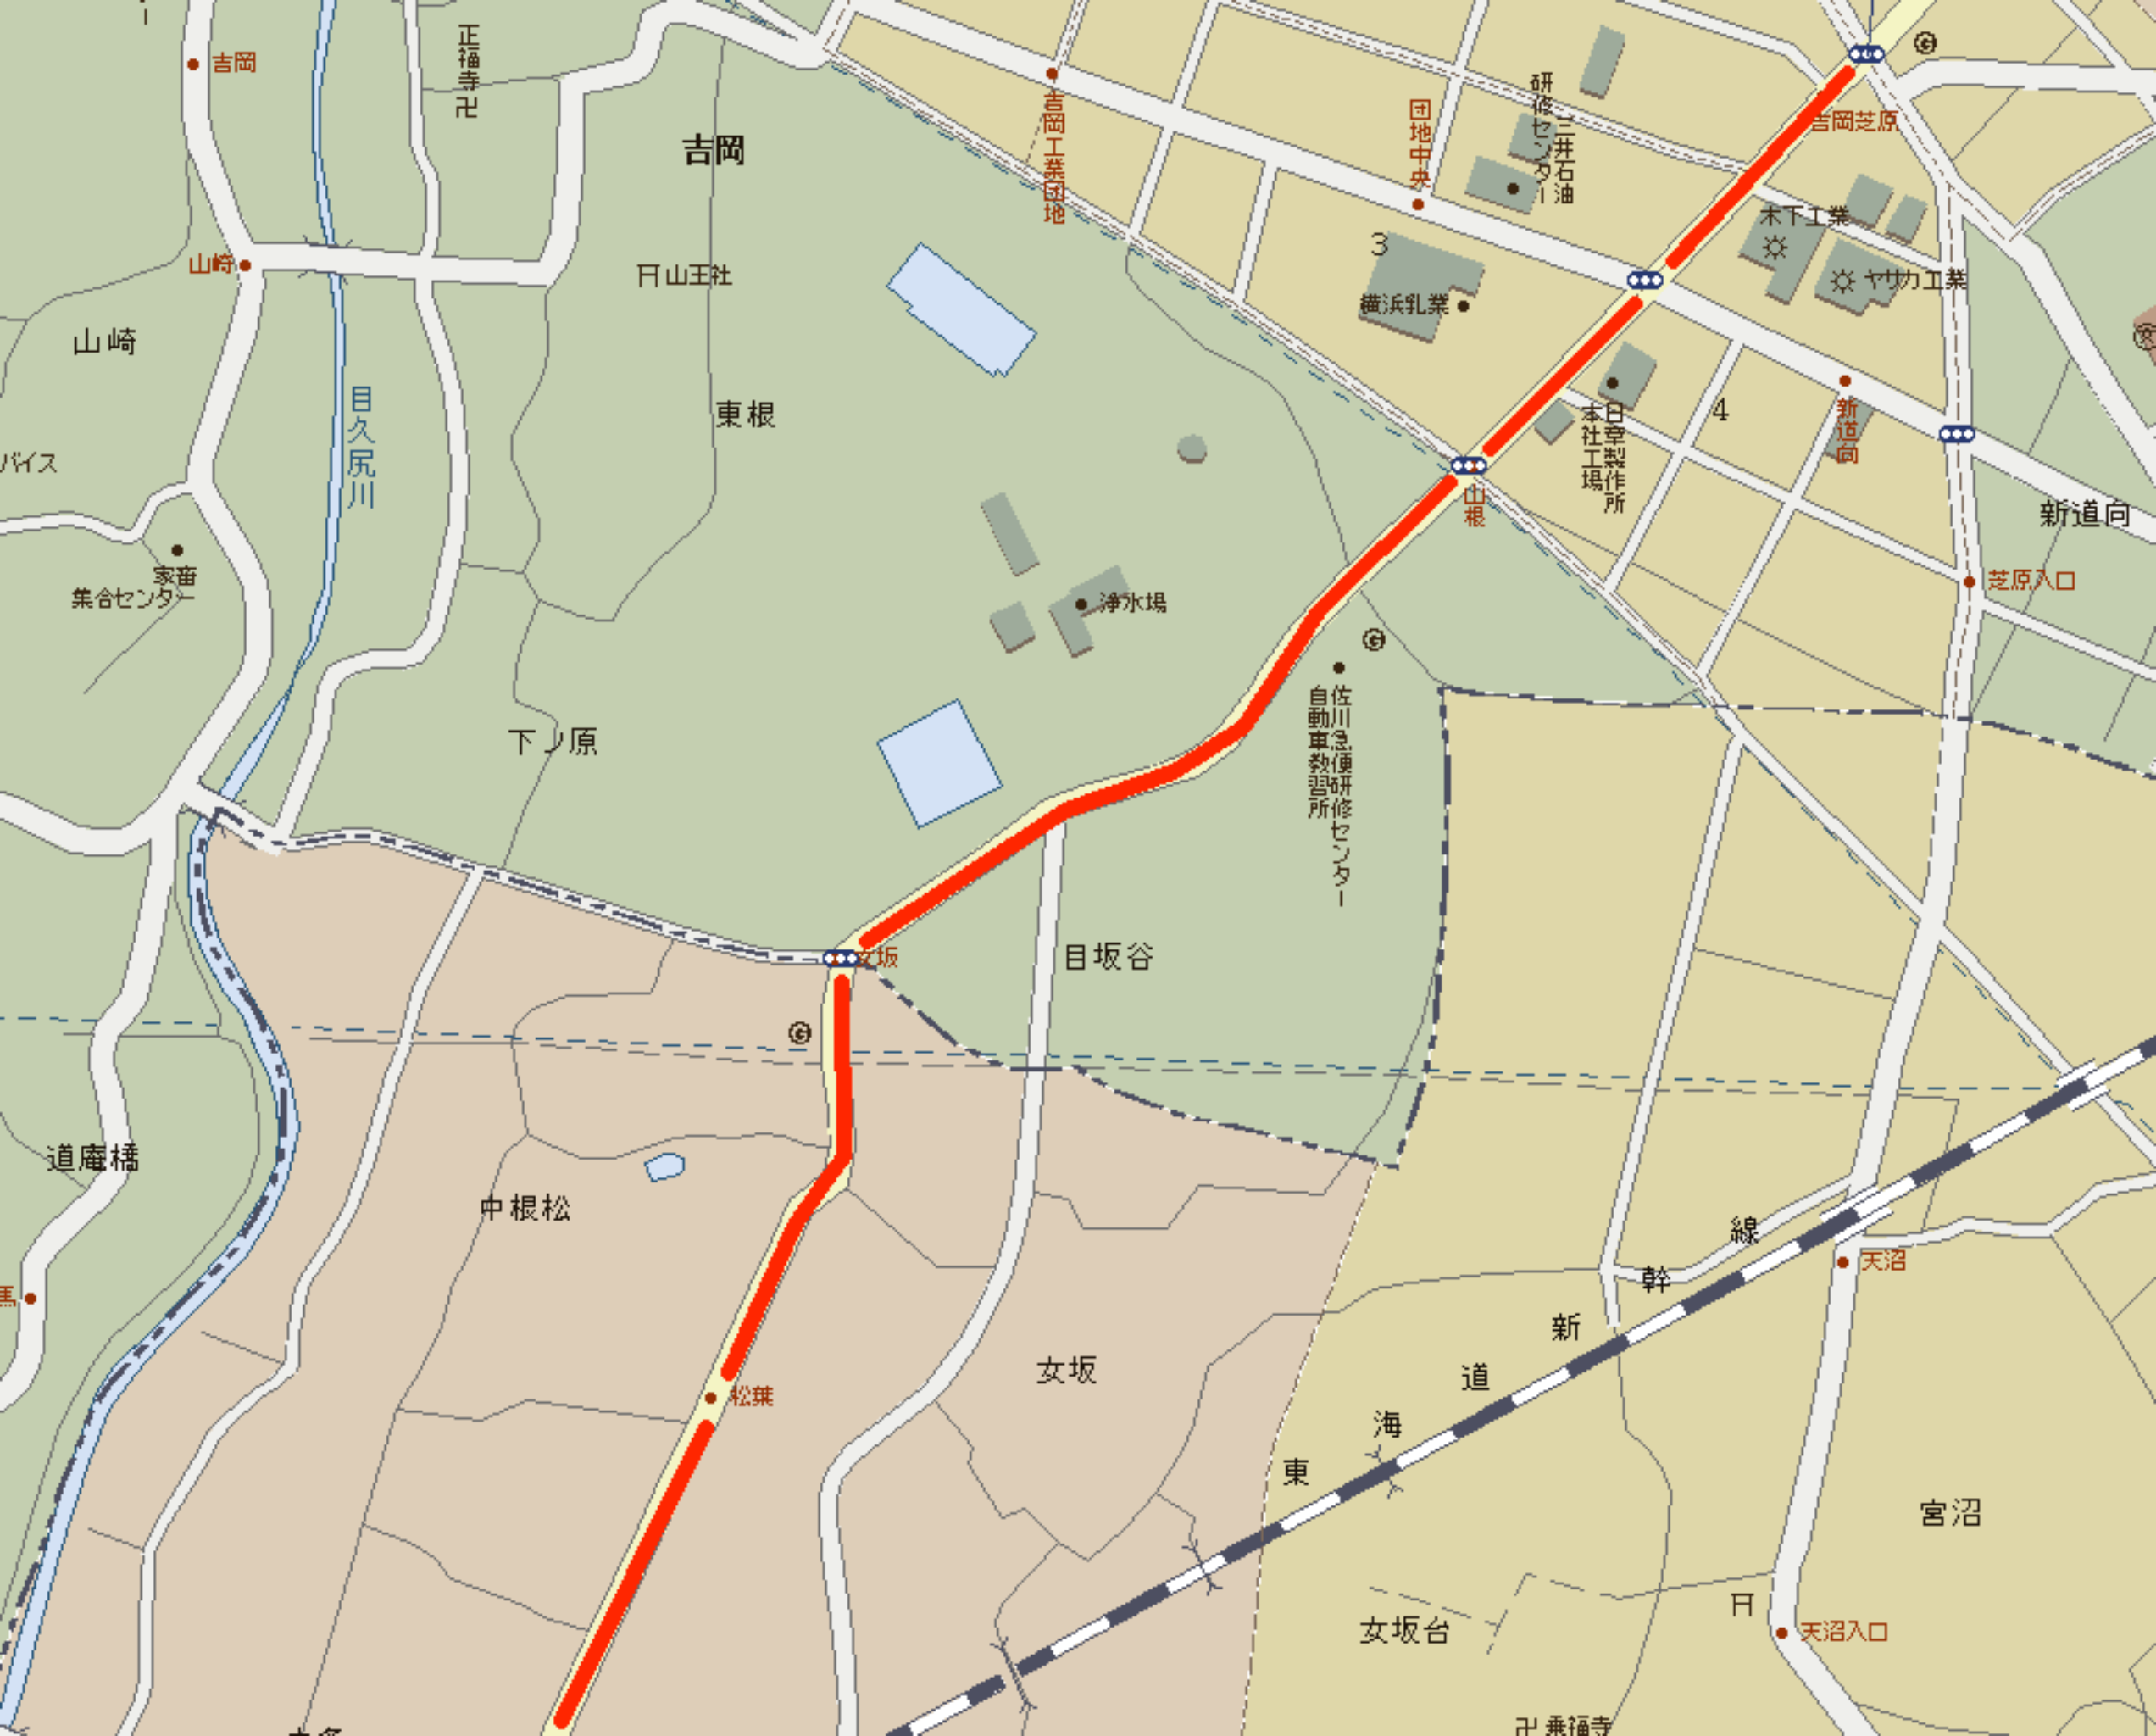 吉岡
正福寺
吉岡
吉岡工業団地
団地中央
研修センター
三井石油
吉岡芝原
木下工業
ヤサカ工業
3
横浜乳業
山崎
山王社
山崎
目久尻川
東根
バイス
4
日章製作所
本社工場
新道向
新道向
山根
家畜
集合センター
芝原入口
浄水場
佐川急便研修センター
自動車教習所
下ノ原
女坂
目坂谷
道庵橋
中根松
馬
松葉
女坂
東海道新幹線
天沼
宮沼
女坂台
天沼入口
乗福寺